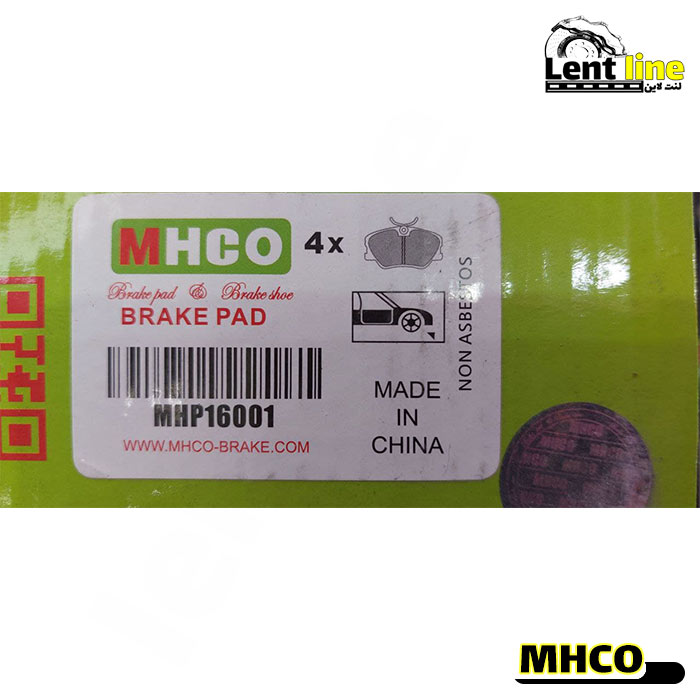 Lent line
لنت لاین
MHCO
4x
Brake pad & Brake shoe
BRAKE PAD
MHP16001
WWW.MHCO-BRAKE.COM
MADE
IN
CHINA
NON ASBESTOS
MHCO